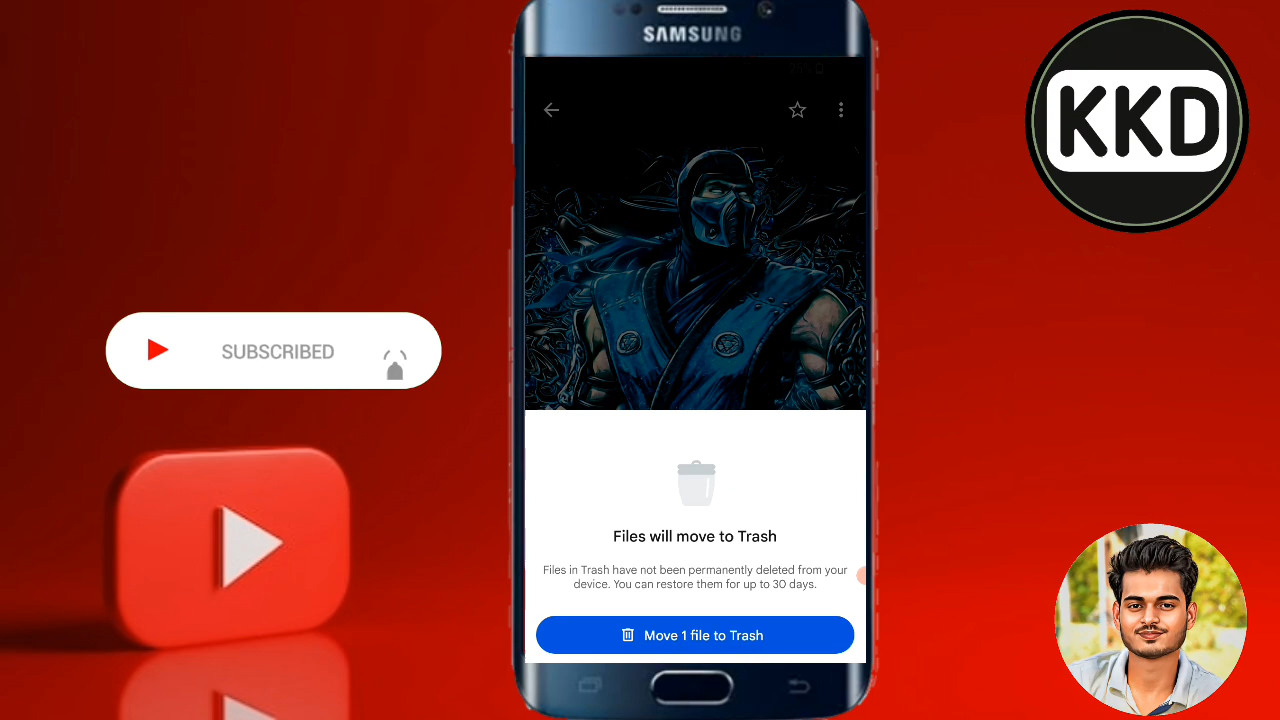 SAMSUNG
KKD
SUBSCRIBED
Files will move to Trash
Files in Trash have not been permanently deleted from your
device. You can restore them for up to 30 days.
Move 1 file to Trash